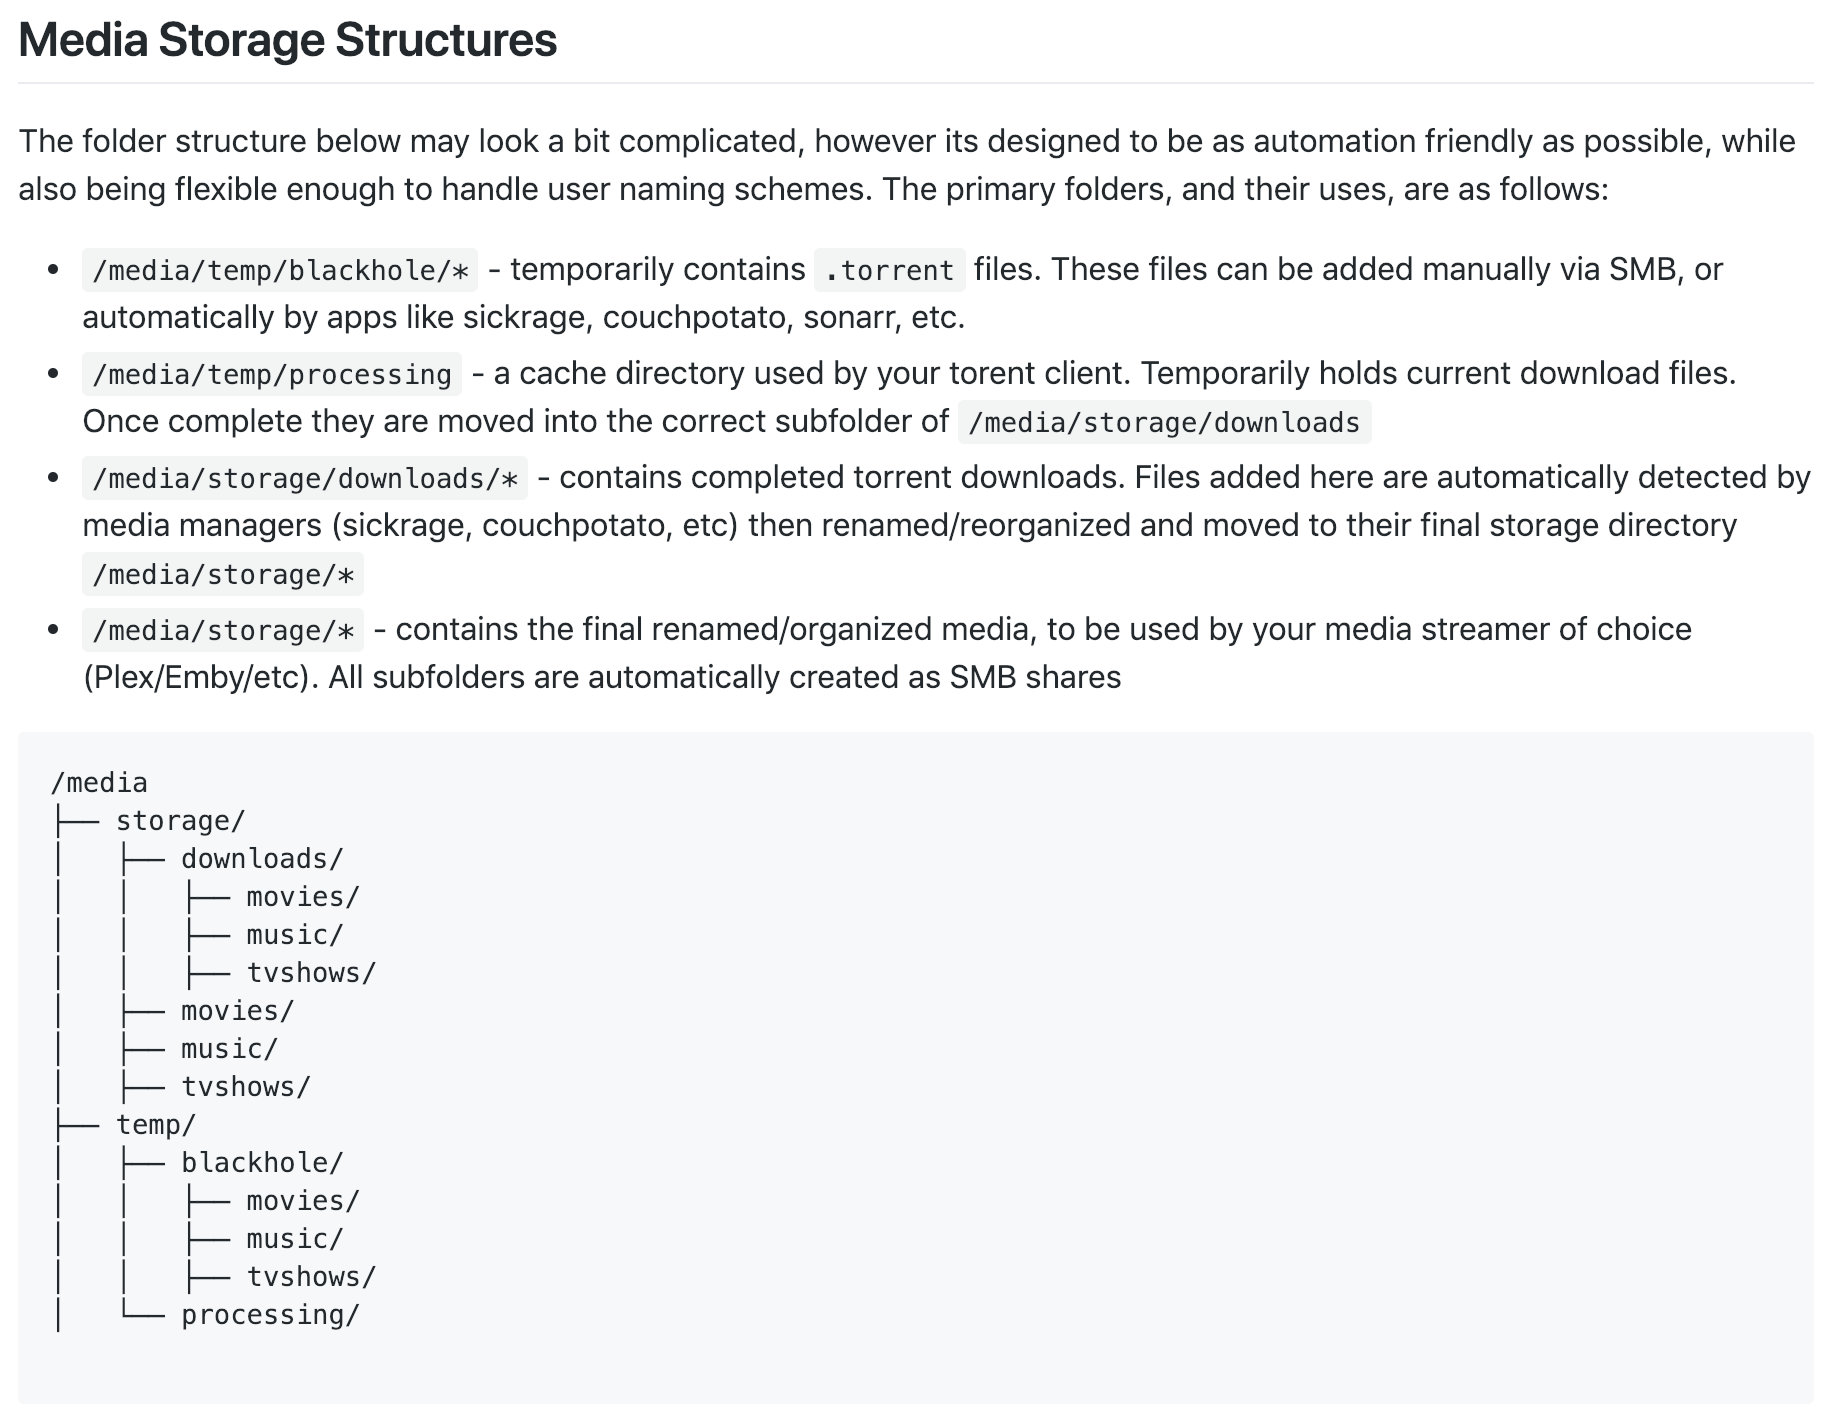 Media Storage Structures
The folder structure below may look a bit complicated, however its designed to be as automation friendly as possible, while
also being flexible enough to handle user naming schemes. The primary folders, and their uses, are as follows:
• /media/temp/blackhole/* - temporarily contains .torrent files. These files can be added manually via SMB, or
automatically by apps like sickrage, couchpotato, sonarr, etc.
• /media/temp/processing - a cache directory used by your torent client. Temporarily holds current download files.
Once complete they are moved into the correct subfolder of /media/storage/downloads
• /media/storage/downloads/* - contains completed torrent downloads. Files added here are automatically detected by
media managers (sickrage, couchpotato, etc) then renamed/reorganized and moved to their final storage directory
/media/storage/*
• /media/storage/* - contains the final renamed/organized media, to be used by your media streamer of choice
(Plex/Emby/etc). All subfolders are automatically created as SMB shares
/media
├── storage/
│   ├── downloads/
│   │   ├── movies/
│   │   ├── music/
│   │   ├── tvshows/
│   ├── movies/
│   ├── music/
│   ├── tvshows/
├── temp/
│   ├── blackhole/
│   │   ├── movies/
│   │   ├── music/
│   │   ├── tvshows/
│   └── processing/